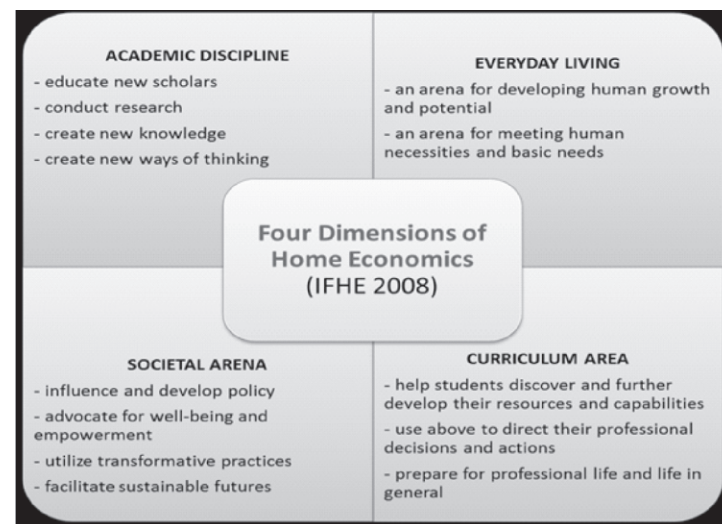 ACADEMIC DISCIPLINE
- educate new scholars
- conduct research
- create new knowledge
- create new ways of thinking
EVERYDAY LIVING
- an arena for developing human growth
and potential
- an arena for meeting human
necessities and basic needs
Four Dimensions of
Home Economics
(IFHE 2008)
SOCIETAL ARENA
- influence and develop policy
- advocate for well-being and
empowerment
- utilize transformative practices
- facilitate sustainable futures
CURRICULUM AREA
- help students discover and further
develop their resources and capabilities
- use above to direct their professional
decisions and actions
- prepare for professional life and life in
general